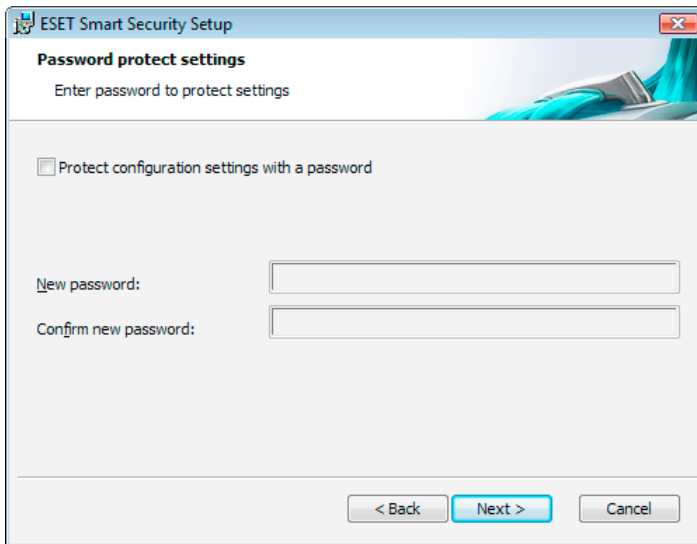 ESET Smart Security Setup
Password protect settings
Enter password to protect settings
Protect configuration settings with a password
New password:
Confirm new password:
< Back
Next >
Cancel